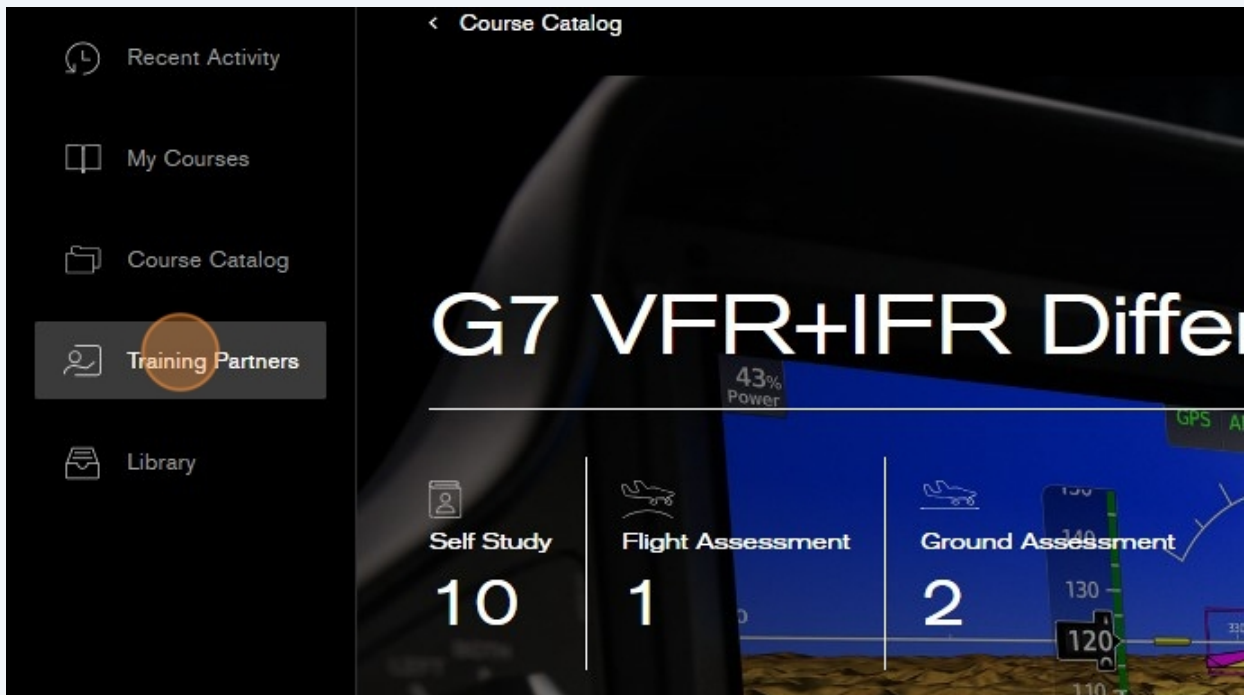 Recent Activity
My Courses
Course Catalog
Training Partners
Library
< Course Catalog
G7 VFR+IFR Differ
43%
Power
GPS
Self Study
10
Flight Assessment
1
Ground Assessment
2
140
130
120
110